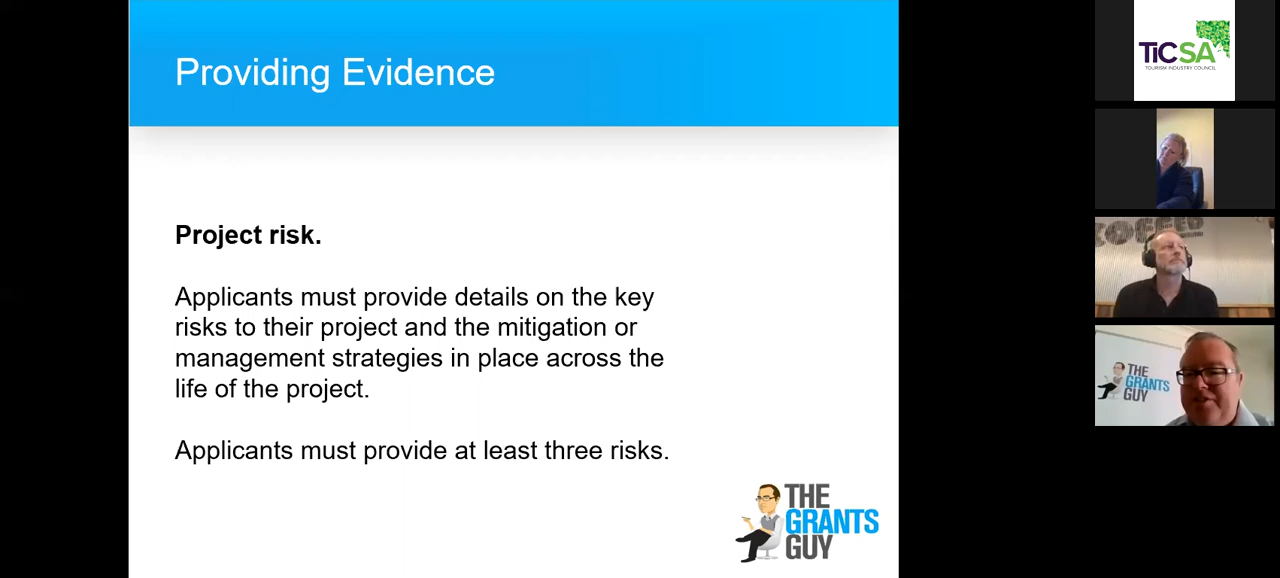 Providing Evidence
Project risk.
Applicants must provide details on the key
risks to their project and the mitigation or
management strategies in place across the
life of the project.
Applicants must provide at least three risks.
THE
GRANTS
GUY
TiCSA
TOURISM INDUSTRY COUNCIL
COFFEE
THE
GRANTS
GUY